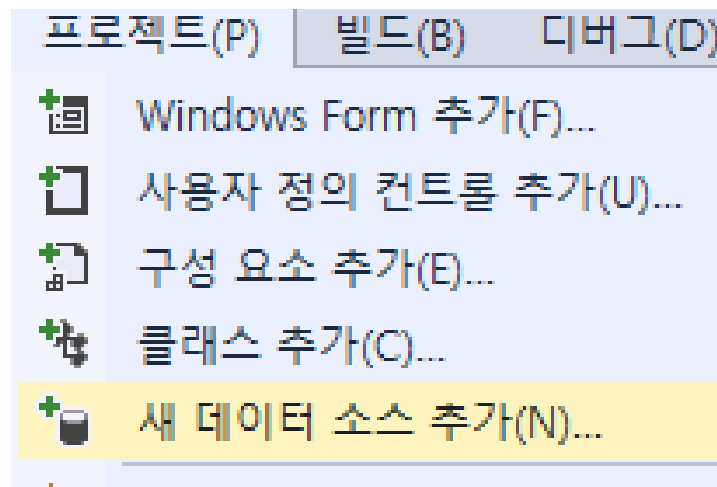 프로젝트(P) 빌드(B) 디버그(D)
Windows Form 추가(F)...
사용자 정의 컨트롤 추가(U)...
구성 요소 추가(E)...
클래스 추가(C)...
새 데이터 소스 추가(N)...